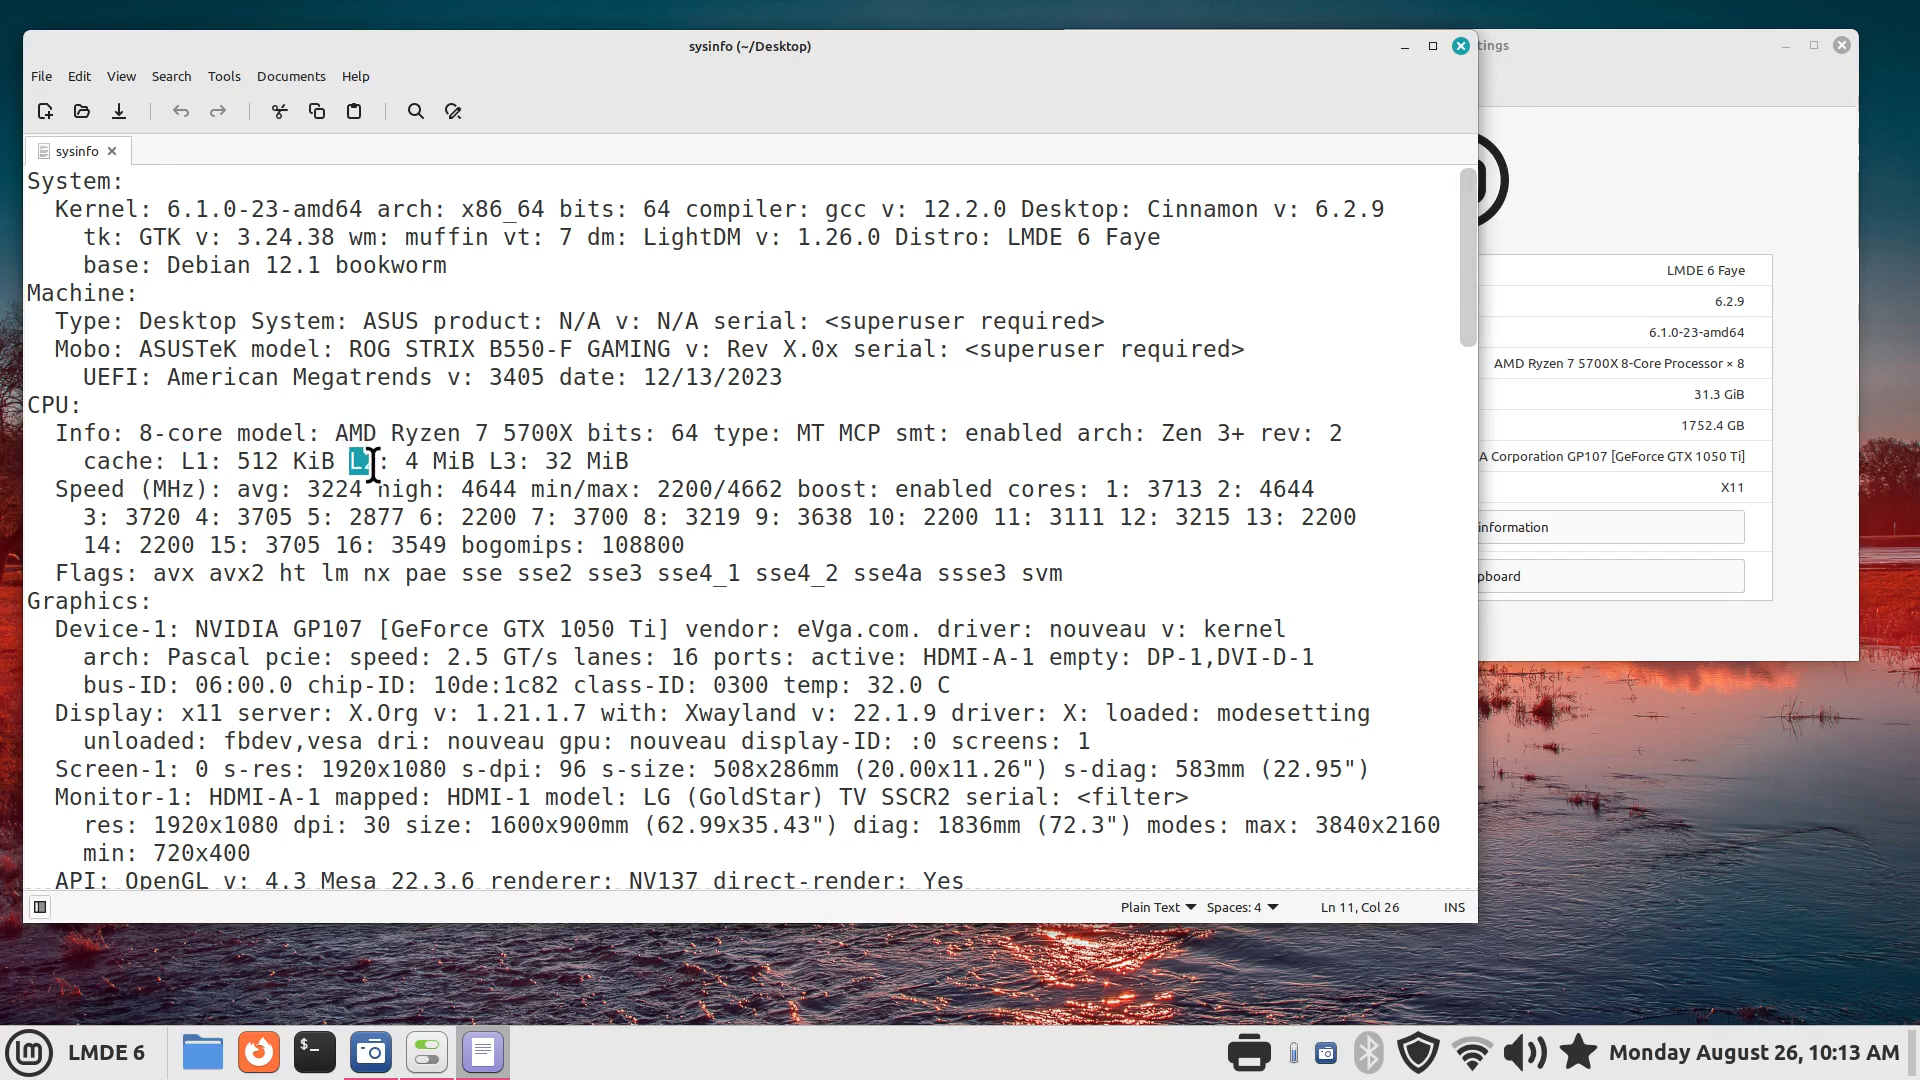 sysinfo (~/Desktop)
tings
File Edit View Search Tools Documents Help
sysinfo
System:
Kernel: 6.1.0-23-amd64 arch: x86_64 bits: 64 compiler: gcc v: 12.2.0 Desktop: Cinnamon v: 6.2.9
tk: GTK v: 3.24.38 wm: muffin vt: 7 dm: LightDM v: 1.26.0 Distro: LMDE 6 Faye
base: Debian 12.1 bookworm
Machine:
Type: Desktop System: ASUS product: N/A v: N/A serial: <superuser required>
Mobo: ASUSTeK model: ROG STRIX B550-F GAMING v: Rev X.0x serial: <superuser required>
UEFI: American Megatrends v: 3405 date: 12/13/2023
CPU:
Info: 8-core model: AMD Ryzen 7 5700X bits: 64 type: MT MCP smt: enabled arch: Zen 3+ rev: 2
cache: L1: 512 KiB L2: 4 MiB L3: 32 MiB
Speed (MHz): avg: 3224 high: 4644 min/max: 2200/4662 boost: enabled cores: 1: 3713 2: 4644
3: 3720 4: 3705 5: 2877 6: 2200 7: 3700 8: 3219 9: 3638 10: 2200 11: 3111 12: 3215 13: 2200
14: 2200 15: 3705 16: 3549 bogomips: 108800
Flags: avx avx2 ht lm nx pae sse sse2 sse3 sse4_1 sse4_2 sse4a ssse3 svm
Graphics:
Device-1: NVIDIA GP107 [GeForce GTX 1050 Ti] vendor: eVga.com. driver: nouveau v: kernel
arch: Pascal pcie: speed: 2.5 GT/s lanes: 16 ports: active: HDMI-A-1 empty: DP-1,DVI-D-1
bus-ID: 06:00.0 chip-ID: 10de:1c82 class-ID: 0300 temp: 32.0 C
Display: x11 server: X.Org v: 1.21.1.7 with: Xwayland v: 22.1.9 driver: X: loaded: modesetting
unloaded: fbdev,vesa dri: nouveau gpu: nouveau display-ID: :0 screens: 1
Screen-1: 0 s-res: 1920x1080 s-dpi: 96 s-size: 508x286mm (20.00x11.26") s-diag: 583mm (22.95")
Monitor-1: HDMI-A-1 mapped: HDMI-1 model: LG (GoldStar) TV SSCR2 serial: <filter>
res: 1920x1080 dpi: 30 size: 1600x900mm (62.99x35.43") diag: 1836mm (72.3") modes: max: 3840x2160
min: 720x400
API: OpenGL v: 4.3 Mesa 22.3.6 renderer: NV137 direct-render: Yes
Plain Text Spaces: 4 Ln 11, Col 26 INS
LMDE 6 Faye
6.2.9
6.1.0-23-amd64
AMD Ryzen 7 5700X 8-Core Processor × 8
31.3 GiB
1752.4 GB
A Corporation GP107 [GeForce GTX 1050 Ti]
X11
information
pboard
LMDE 6
$_
Monday August 26, 10:13 AM